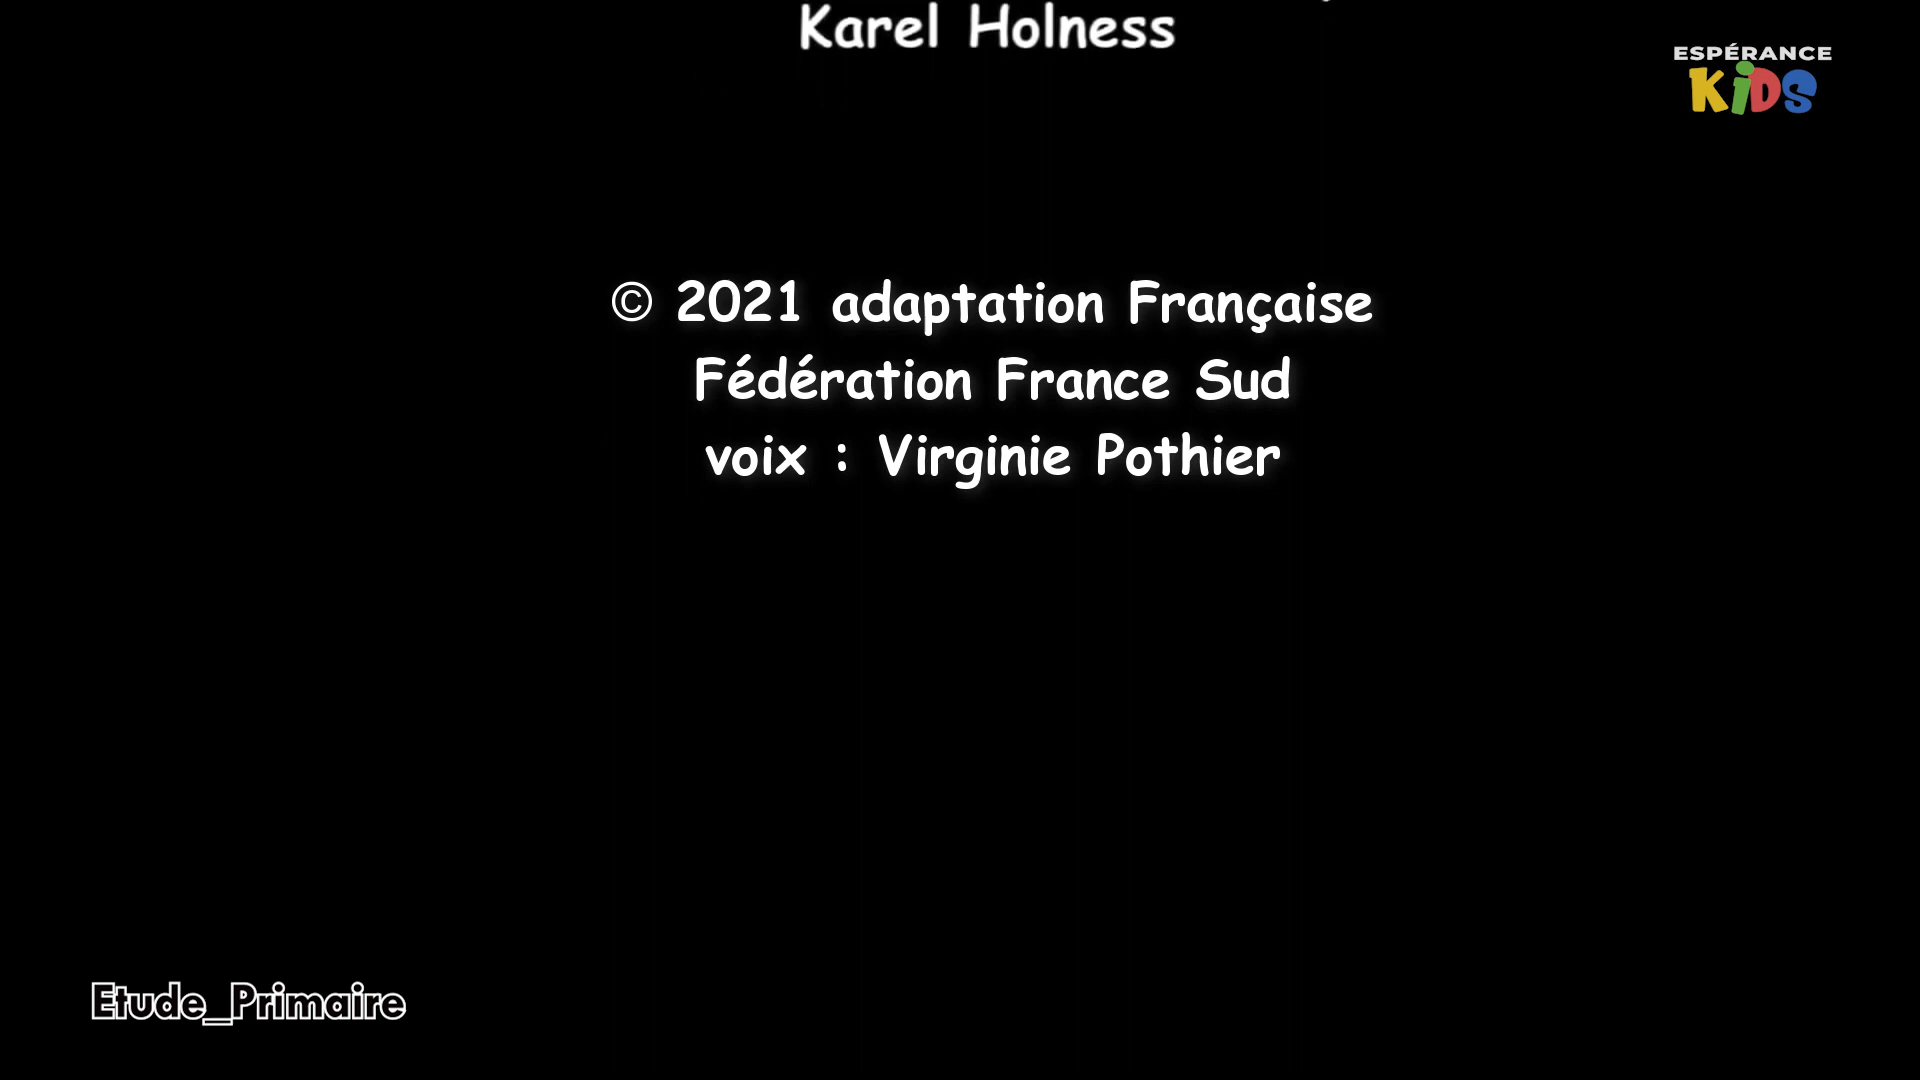 Karel Holness
ESPÉRANCE
KiDS
© 2021 adaptation Française
Fédération France Sud
voix : Virginie Pothier
Etude_Primaire